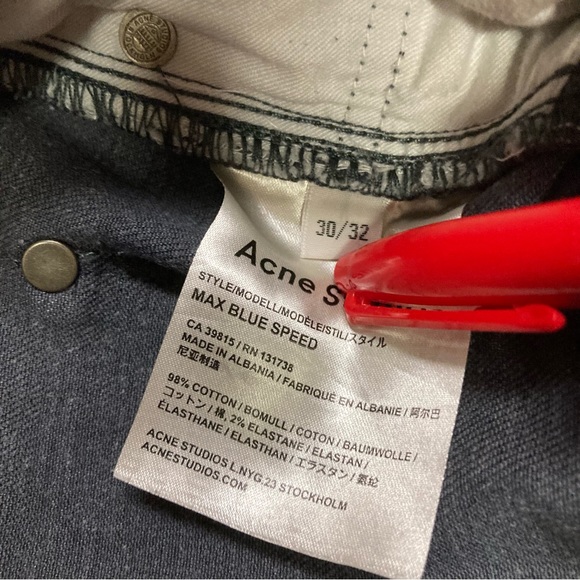 30/32
Acne
STYLE/MODELL/MODÈLE/STIL/スタイル
MAX BLUE SPEED
CA 39815 / RN 131738
MADE IN ALBANIA / FABRIQUÉ EN ALBANIE / 阿尔巴
尼亚制造
98% COTTON / BOMULL / COTON / BAUMWOLLE /
コットン / 棉, 2% ELASTANE / ELASTAN /
ÉLASTHANE / ELASTHAN / エラスタン / 氨纶
ACNE STUDIOS L.NYG.23 STOCKHOLM
ACNESTUDIOS.COM